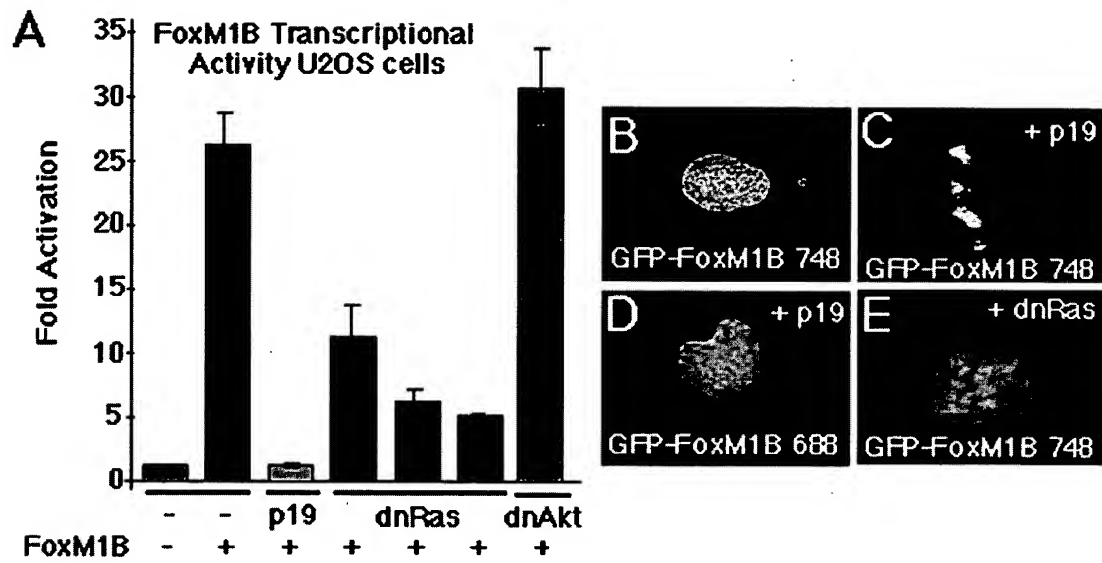 A
FoxM1B Transcriptional
Activity U2OS cells
Fold Activation
35
30
25
20
15
10
5
0
- - p19 dnRas dnAkt
FoxM1B - + + + + + +
B
GFP-FoxM1B 748
C + p19
GFP-FoxM1B 748
D + p19
GFP-FoxM1B 688
E + dnRas
GFP-FoxM1B 748